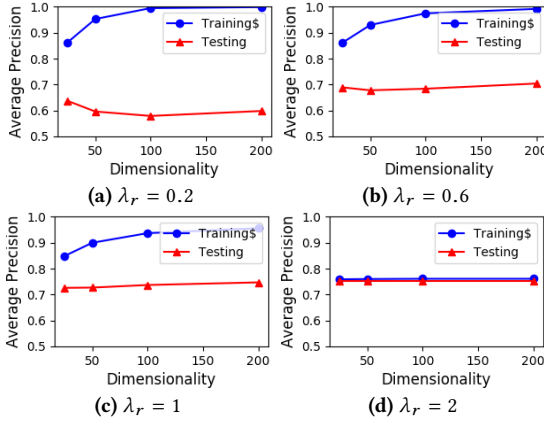 1.0
0.9
0.8
0.7
0.6
0.5
Average Precision
Training$
Testing
50
100
150
200
Dimensionality
(a) λr = 0.2
1.0
0.9
0.8
0.7
0.6
0.5
Average Precision
Training$
Testing
50
100
150
200
Dimensionality
(b) λr = 0.6
1.0
0.9
0.8
0.7
0.6
0.5
Average Precision
Training$
Testing
50
100
150
200
Dimensionality
(c) λr = 1
1.0
0.9
0.8
0.7
0.6
0.5
Average Precision
Training$
Testing
50
100
150
200
Dimensionality
(d) λr = 2